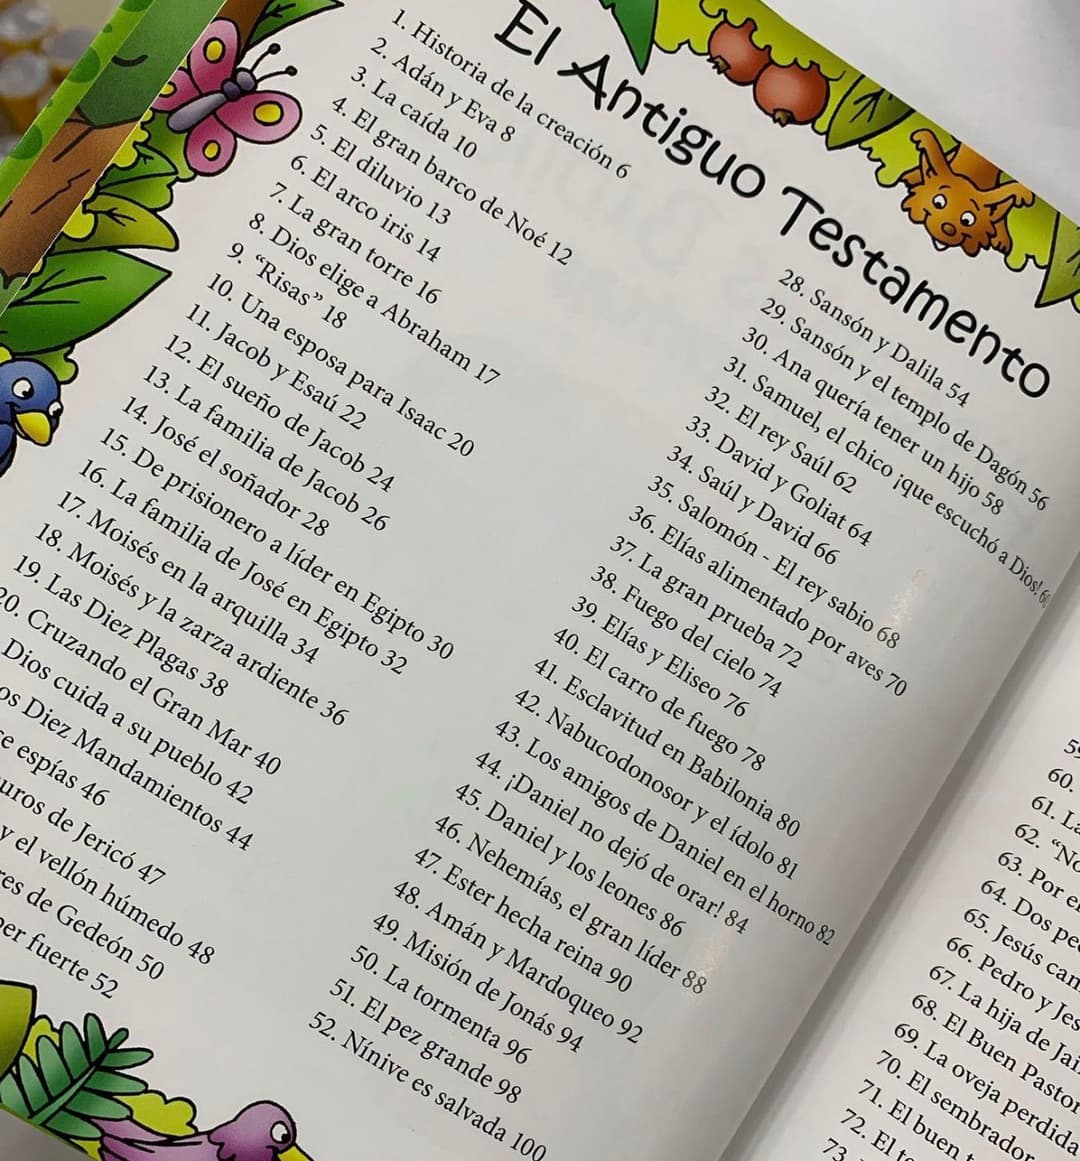 El Antiguo Testamento
1. Historia de la creación 6
2. Adán y Eva 8
3. La caída 10
4. El gran barco de Noé 12
5. El diluvio 13
6. El arco iris 14
7. La gran torre 16
8. Dios elige a Abraham 17
9. “Risas” 18
10. Una esposa para Isaac 20
11. Jacob y Esaú 22
12. El sueño de Jacob 24
13. La familia de Jacob 26
14. José el soñador 28
15. De prisionero a líder en Egipto 30
16. La familia de José en Egipto 32
17. Moisés en la arquilla 34
18. Moisés y la zarza ardiente 36
19. Las Diez Plagas 38
20. Cruzando el Gran Mar 40
Dios cuida a su pueblo 42
os Diez Mandamientos 44
espías 46
de Jericó 47
y el vellón húmedo 48
de Gedeón 50
fuerte 52
28. Sansón y Dalila 54
29. Sansón y el templo de Dagón 56
30. Ana quería tener un hijo 58
31. Samuel, el chico ¡que escuchó a Dios! 60
32. El rey Saúl 62
33. David y Goliat 64
34. Saúl y David 66
35. Salomón - El rey sabio 68
36. Elías alimentado por aves 70
37. La gran prueba 72
38. Fuego del cielo 74
39. Elías y Eliseo 76
40. El carro de fuego 78
41. Esclavitud en Babilonia 80
42. Nabucodonosor y el ídolo 81
43. Los amigos de Daniel en el horno 82
44. ¡Daniel no dejó de orar! 84
45. Daniel y los leones 86
46. Nehemías, el gran líder 88
47. Ester hecha reina 90
48. Amán y Mardoqueo 92
49. Misión de Jonás 94
50. La tormenta 96
51. El pez grande 98
52. Nínive es salvada 100
60.
61. La
62. “No
63. Por el
64. Dos pe
65. Jesús cam
66. Pedro y Jes
67. La hija de Jai
68. El Buen Pastor
69. La oveja perdida
70. El sembrador
71. El buen
72. El te
73.